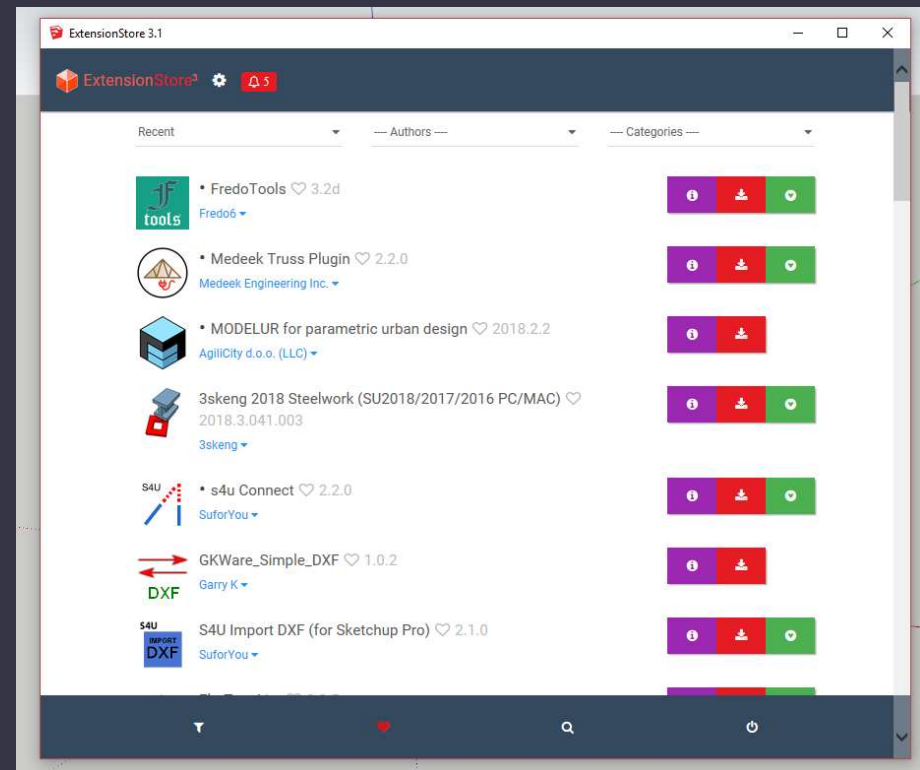 ExtensionStore 3.1
ExtensionStore³ 5
Recent ---- Authors ---- ---- Categories ----
tools
• FredoTools 3.2d
Fredo6
• Medeek Truss Plugin 2.2.0
Medeek Engineering Inc.
• MODELUR for parametric urban design 2018.2.2
AgiliCity d.o.o. (LLC)
3skeng 2018 Steelwork (SU2018/2017/2016 PC/MAC)
2018.3.041.003
3skeng
S4U
• s4u Connect 2.2.0
SuforYou
GKWare_Simple_DXF 1.0.2
DXF
Garry K
S4U
IMPORT
DXF
S4U Import DXF (for Sketchup Pro) 2.1.0
SuforYou